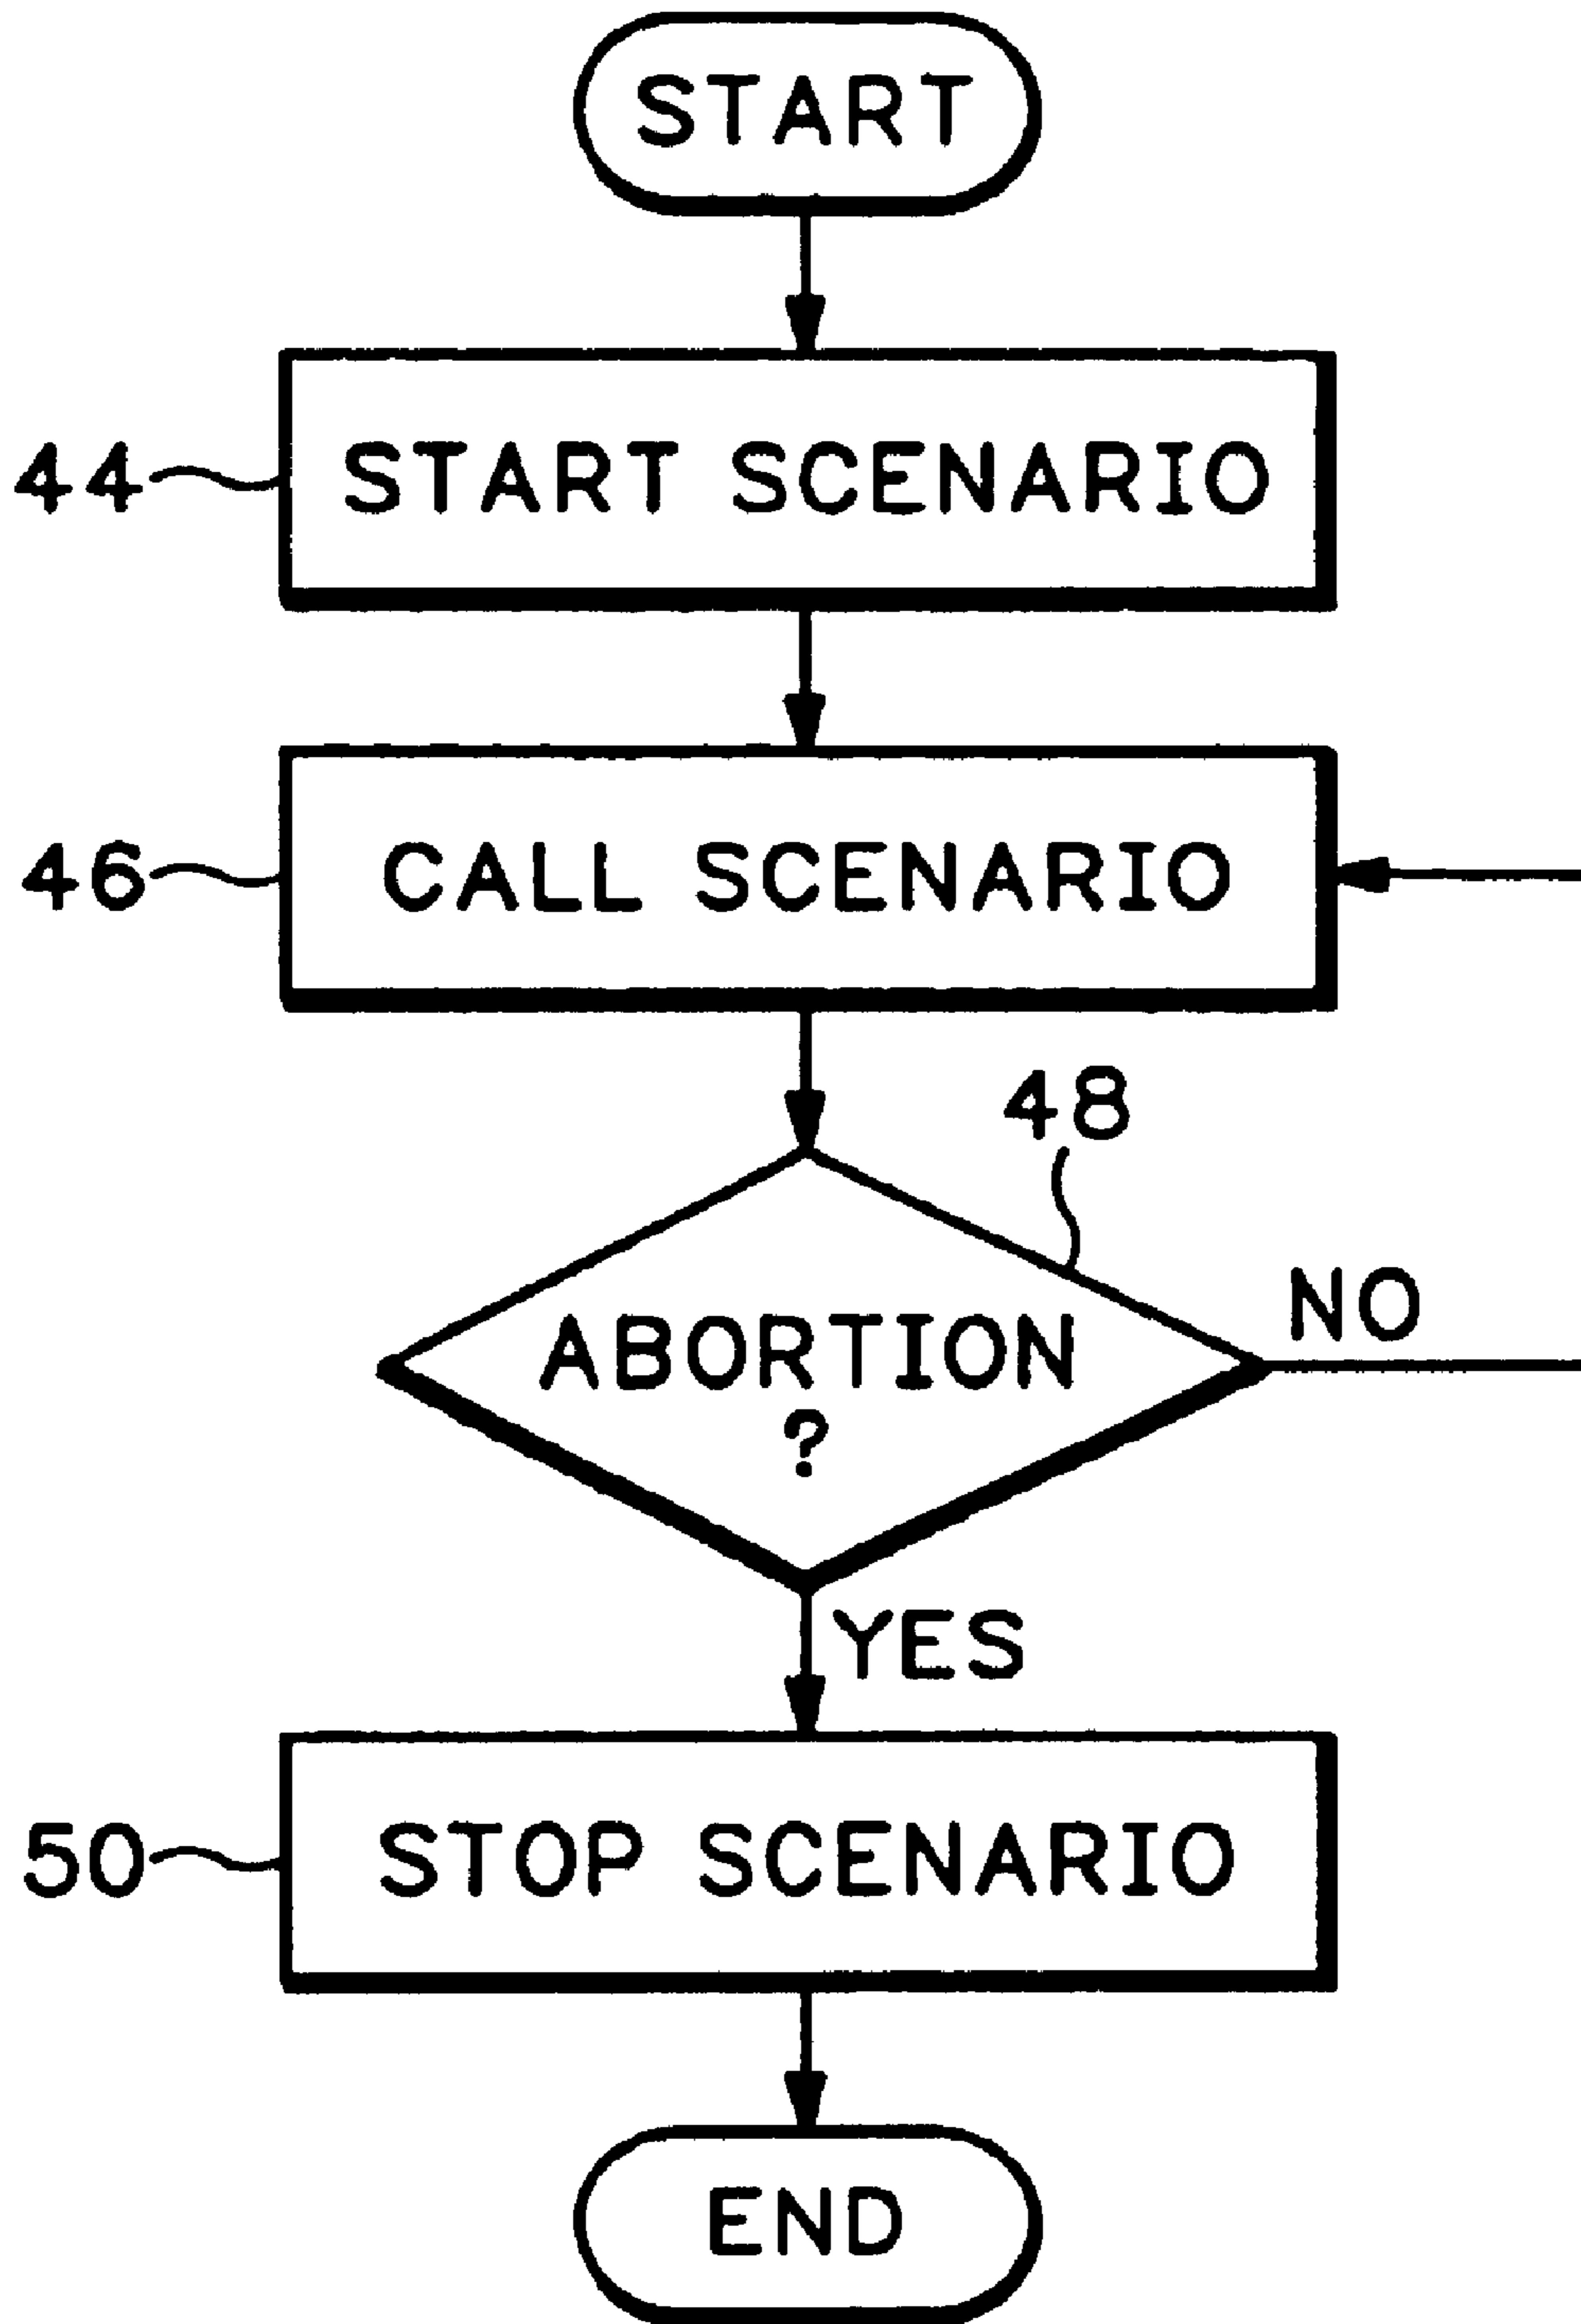 START
44 START SCENARIO
46 CALL SCENARIO
48
ABORTION
?
NO
YES
50 STOP SCENARIO
END